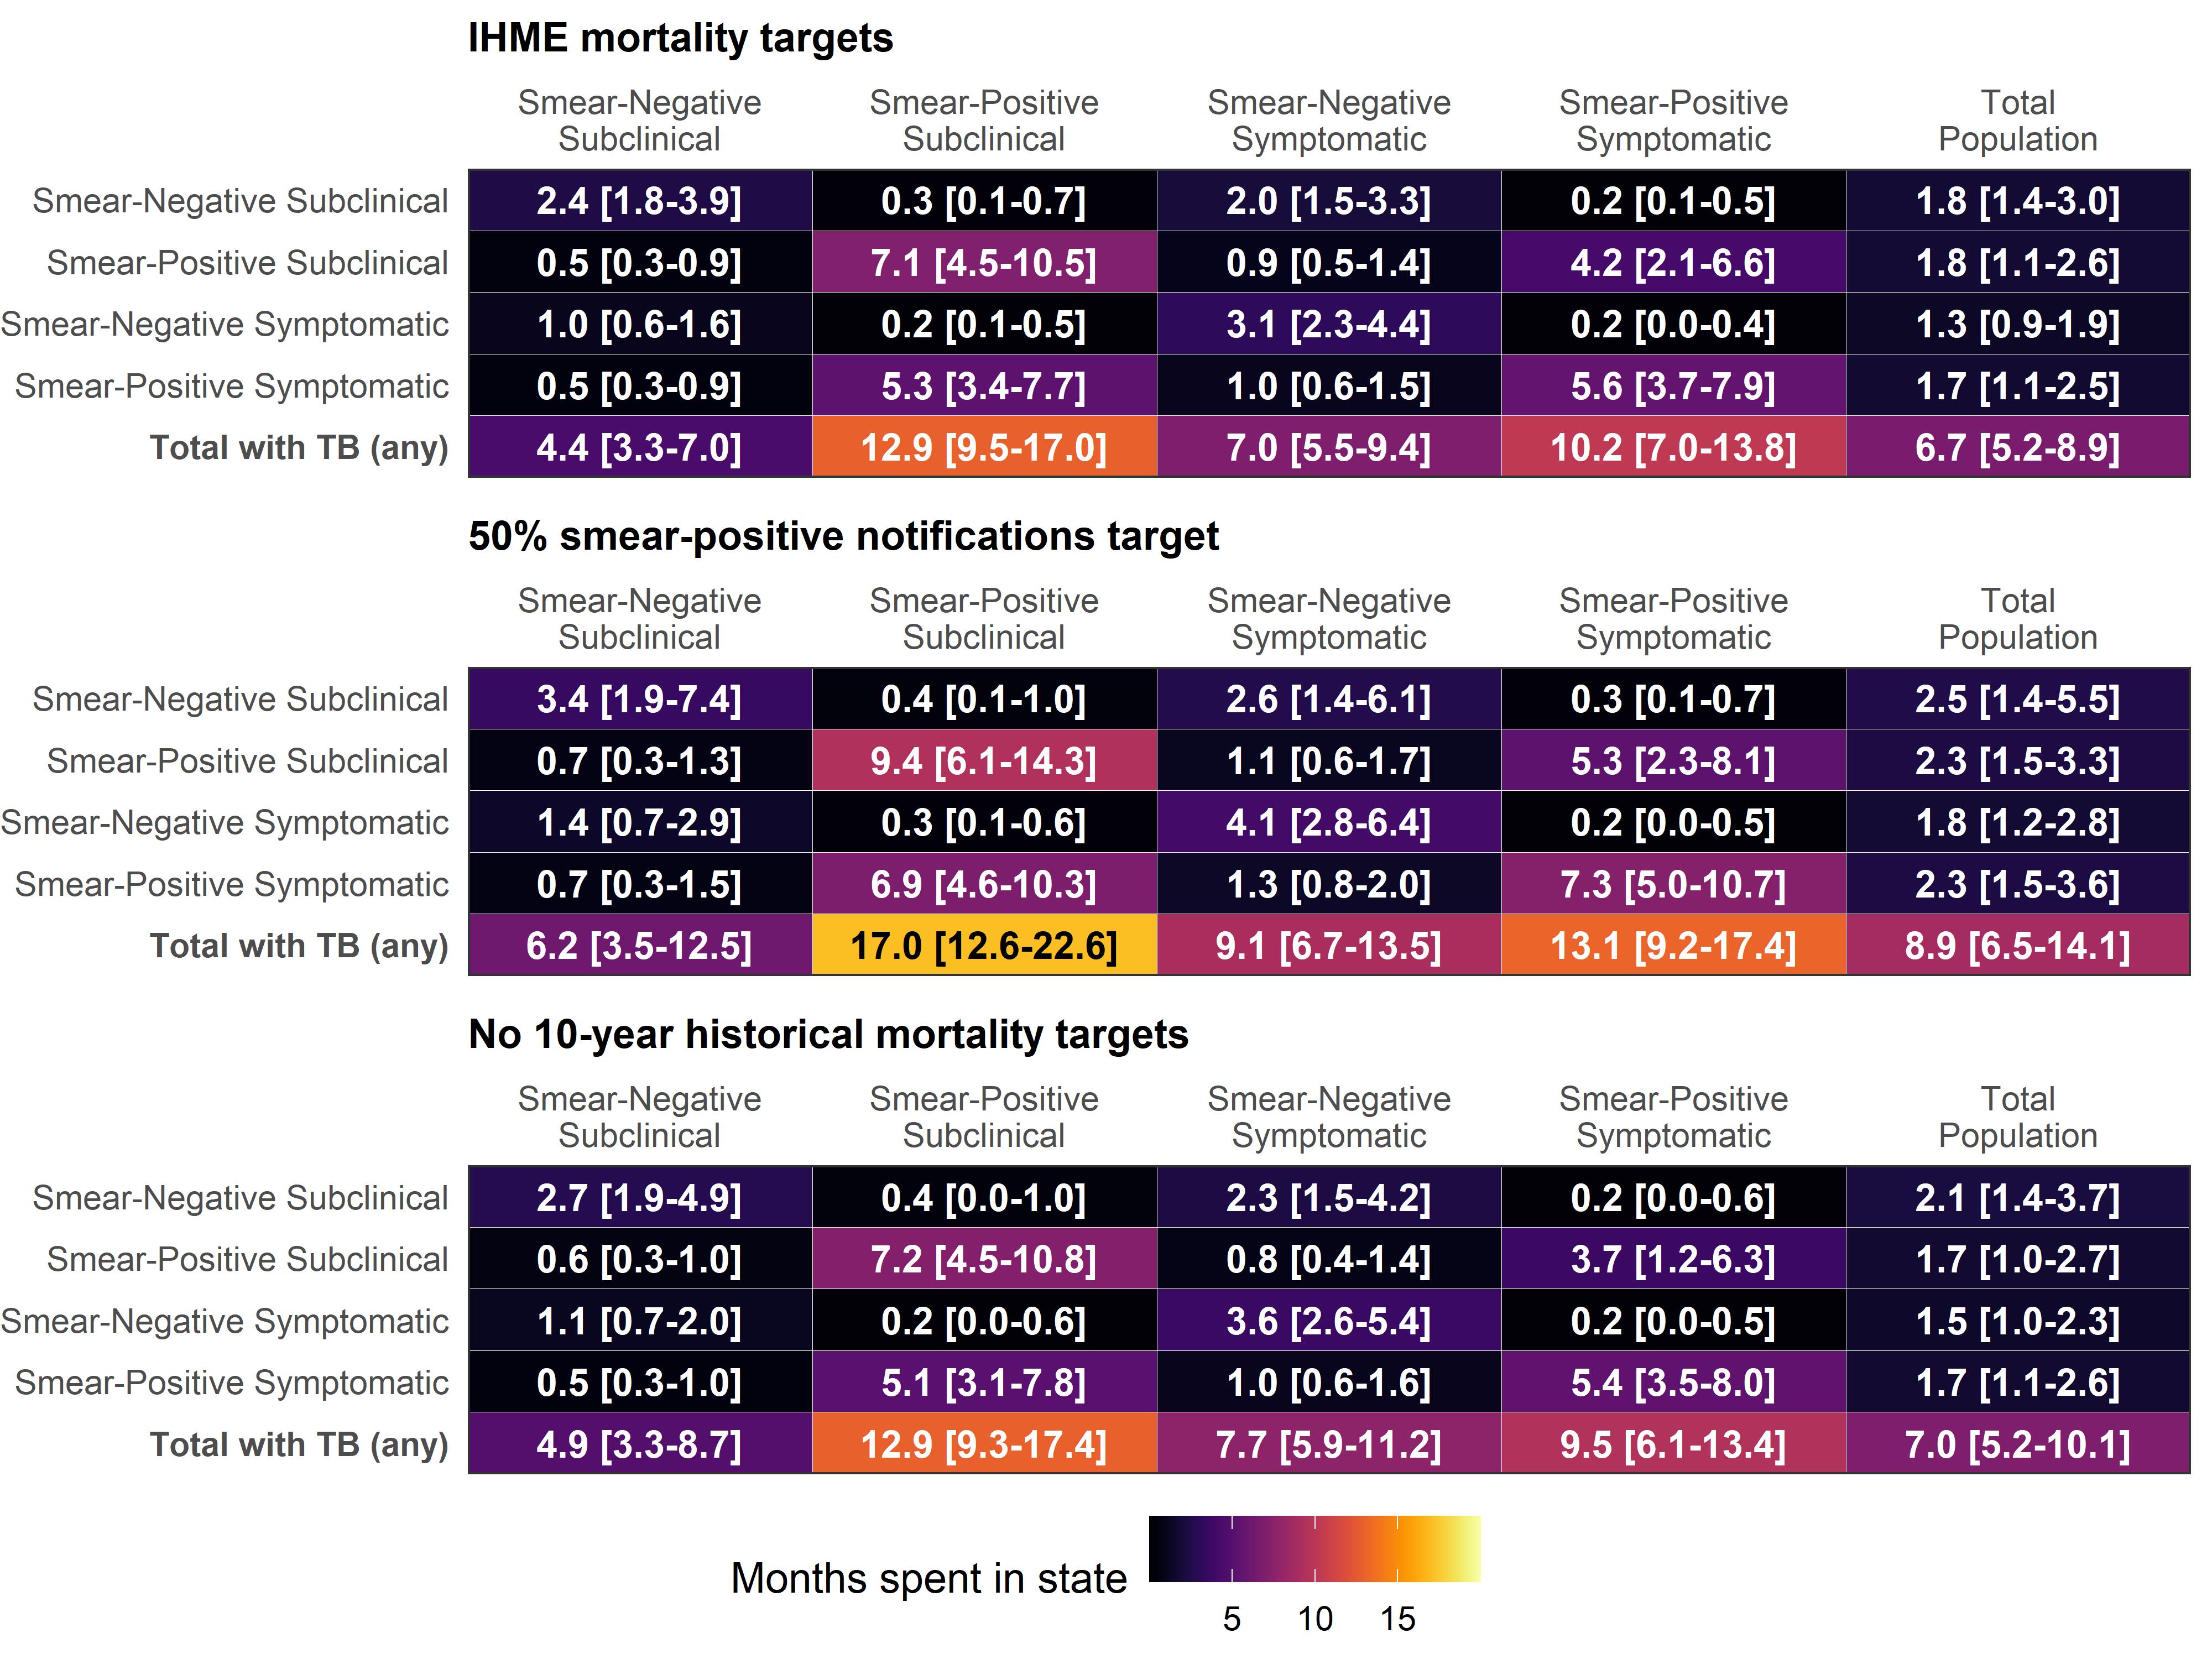 IHME mortality targets
Smear-Negative Subclinical
Smear-Positive Subclinical
Smear-Negative Symptomatic
Smear-Positive Symptomatic
Total Population
Smear-Negative Subclinical 2.4 [1.8-3.9] 0.3 [0.1-0.7] 2.0 [1.5-3.3] 0.2 [0.1-0.5] 1.8 [1.4-3.0]
Smear-Positive Subclinical 0.5 [0.3-0.9] 7.1 [4.5-10.5] 0.9 [0.5-1.4] 4.2 [2.1-6.6] 1.8 [1.1-2.6]
Smear-Negative Symptomatic 1.0 [0.6-1.6] 0.2 [0.1-0.5] 3.1 [2.3-4.4] 0.2 [0.0-0.4] 1.3 [0.9-1.9]
Smear-Positive Symptomatic 0.5 [0.3-0.9] 5.3 [3.4-7.7] 1.0 [0.6-1.5] 5.6 [3.7-7.9] 1.7 [1.1-2.5]
Total with TB (any) 4.4 [3.3-7.0] 12.9 [9.5-17.0] 7.0 [5.5-9.4] 10.2 [7.0-13.8] 6.7 [5.2-8.9]
50% smear-positive notifications target
Smear-Negative Subclinical
Smear-Positive Subclinical
Smear-Negative Symptomatic
Smear-Positive Symptomatic
Total Population
Smear-Negative Subclinical 3.4 [1.9-7.4] 0.4 [0.1-1.0] 2.6 [1.4-6.1] 0.3 [0.1-0.7] 2.5 [1.4-5.5]
Smear-Positive Subclinical 0.7 [0.3-1.3] 9.4 [6.1-14.3] 1.1 [0.6-1.7] 5.3 [2.3-8.1] 2.3 [1.5-3.3]
Smear-Negative Symptomatic 1.4 [0.7-2.9] 0.3 [0.1-0.6] 4.1 [2.8-6.4] 0.2 [0.0-0.5] 1.8 [1.2-2.8]
Smear-Positive Symptomatic 0.7 [0.3-1.5] 6.9 [4.6-10.3] 1.3 [0.8-2.0] 7.3 [5.0-10.7] 2.3 [1.5-3.6]
Total with TB (any) 6.2 [3.5-12.5] 17.0 [12.6-22.6] 9.1 [6.7-13.5] 13.1 [9.2-17.4] 8.9 [6.5-14.1]
No 10-year historical mortality targets
Smear-Negative Subclinical
Smear-Positive Subclinical
Smear-Negative Symptomatic
Smear-Positive Symptomatic
Total Population
Smear-Negative Subclinical 2.7 [1.9-4.9] 0.4 [0.0-1.0] 2.3 [1.5-4.2] 0.2 [0.0-0.6] 2.1 [1.4-3.7]
Smear-Positive Subclinical 0.6 [0.3-1.0] 7.2 [4.5-10.8] 0.8 [0.4-1.4] 3.7 [1.2-6.3] 1.7 [1.0-2.7]
Smear-Negative Symptomatic 1.1 [0.7-2.0] 0.2 [0.0-0.6] 3.6 [2.6-5.4] 0.2 [0.0-0.5] 1.5 [1.0-2.3]
Smear-Positive Symptomatic 0.5 [0.3-1.0] 5.1 [3.1-7.8] 1.0 [0.6-1.6] 5.4 [3.5-8.0] 1.7 [1.1-2.6]
Total with TB (any) 4.9 [3.3-8.7] 12.9 [9.3-17.4] 7.7 [5.9-11.2] 9.5 [6.1-13.4] 7.0 [5.2-10.1]
Months spent in state
5 10 15